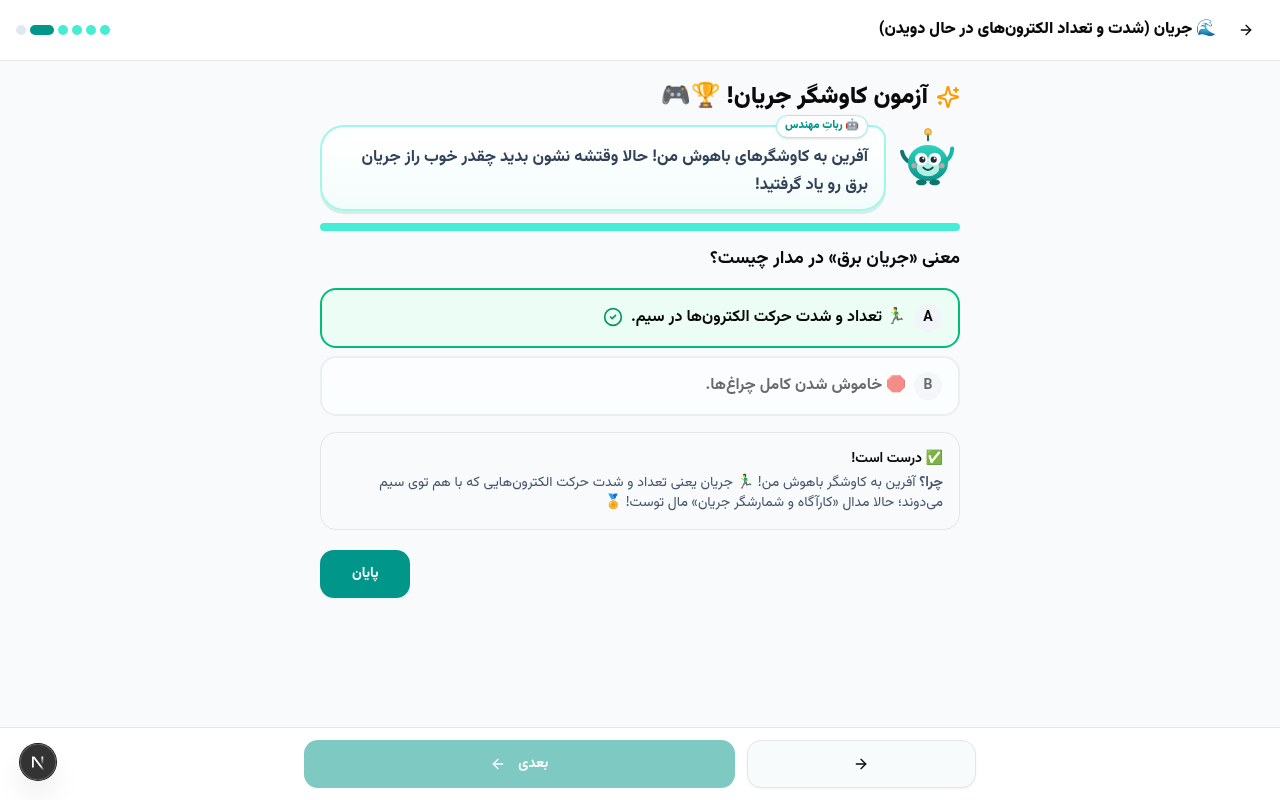 🌊 جریان (شدت و تعداد الکترون‌های در حال دویدن)
آزمون کاوشگر جریان! 🏆🎮
🤖 ربات مهندس
آفرین به کاوشگرهای باهوش من! حالا وقتشه نشون بدید چقدر خوب راز جریان
برق رو یاد گرفتید!
معنی «جریان برق» در مدار چیست؟
A 🏃‍♂️ تعداد و شدت حرکت الکترون‌ها در سیم.
B 🛑 خاموش شدن کامل چراغ‌ها.
✅ درست است!
چرا؟ آفرین به کاوشگر باهوش من! 🏃‍♂️ جریان یعنی تعداد و شدت حرکت الکترون‌هایی که با هم توی سیم
می‌دوند؛ حالا مدال «کارآگاه و شمارشگر جریان» مال توست! 🏅
پایان
بعدی
N